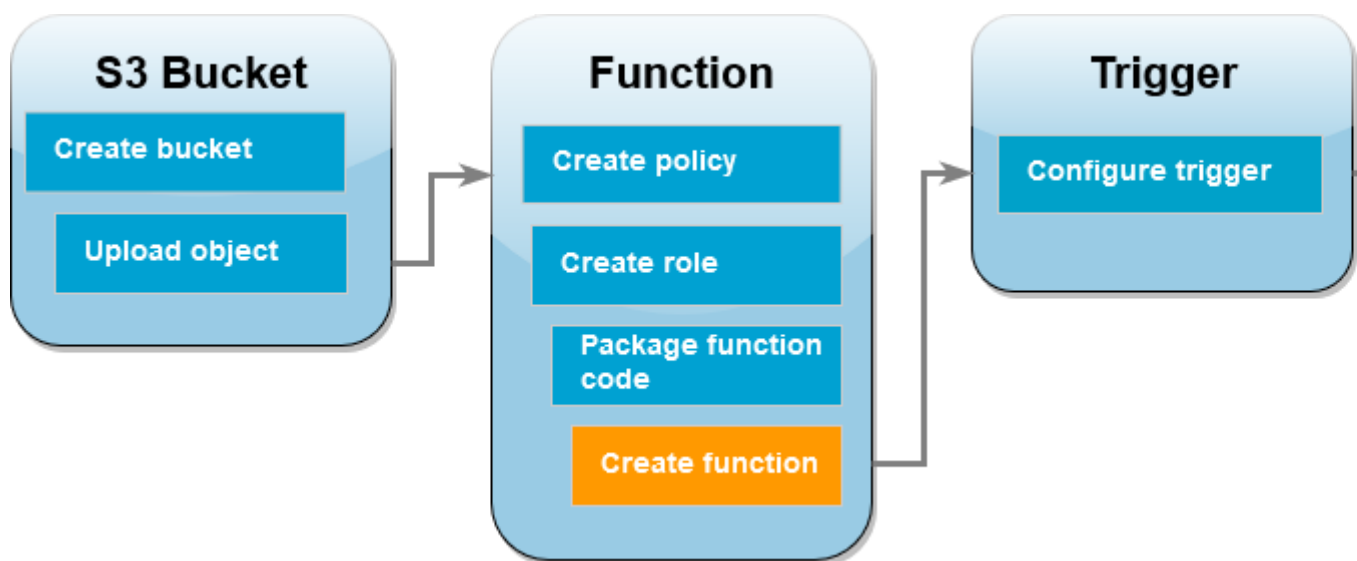 S3 Bucket
Create bucket
Upload object
Function
Create policy
Create role
Package function
code
Create function
Trigger
Configure trigger